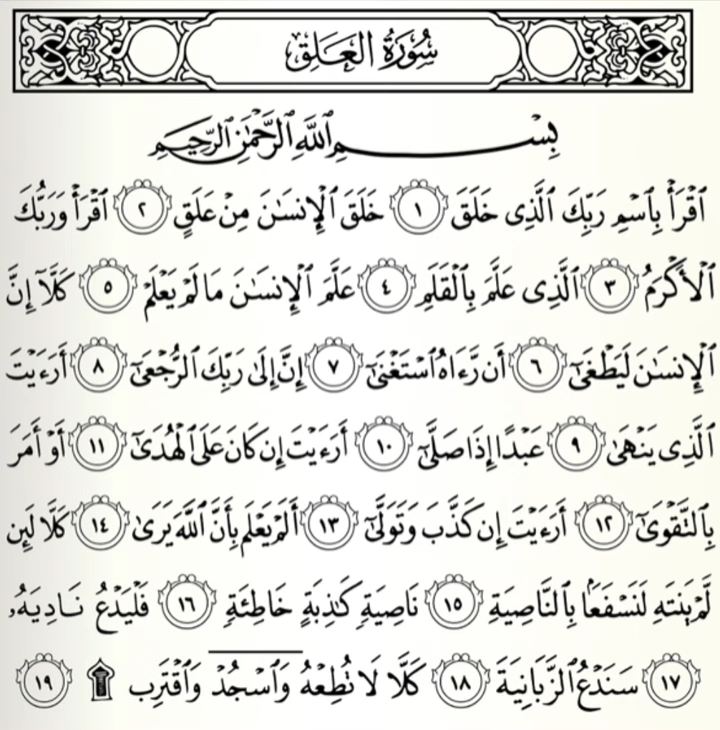 سُورَةُ العَلَقِ
بِسْمِ ٱللَّهِ ٱلرَّحْمَٰنِ ٱلرَّحِيمِ
ٱقْرَأْ بِٱسْمِ رَبِّكَ ٱلَّذِى خَلَقَ ١ خَلَقَ ٱلْإِنسَٰنَ مِنْ عَلَقٍ ٢ ٱقْرَأْ وَرَبُّكَ
ٱلْأَكْرَمُ ٣ ٱلَّذِى عَلَّمَ بِٱلْقَلَمِ ٤ عَلَّمَ ٱلْإِنسَٰنَ مَا لَمْ يَعْلَمْ ٥ كَلَّآ إِنَّ
ٱلْإِنسَٰنَ لَيَطْغَىٰٓ ٦ أَن رَّءَاهُ ٱسْتَغْنَىٰٓ ٧ إِنَّ إِلَىٰ رَبِّكَ ٱلرُّجْعَىٰٓ ٨ أَرَءَيْتَ
ٱلَّذِى يَنْهَىٰ ٩ عَبْدًا إِذَا صَلَّىٰٓ ١٠ أَرَءَيْتَ إِن كَانَ عَلَى ٱلْهُدَىٰٓ ١١ أَوْ أَمَرَ
بِٱلتَّقْوَىٰٓ ١٢ أَرَءَيْتَ إِن كَذَّبَ وَتَوَلَّىٰٓ ١٣ أَلَمْ يَعْلَم بِأَنَّ ٱللَّهَ يَرَىٰ ١٤ كَلَّا لَئِن
لَّمْ يَنتَهِ لَنَسْفَعًۢا بِٱلنَّاصِيَةِ ١٥ نَاصِيَةٍ كَٰذِبَةٍ خَاطِئَةٍ ١٦ فَلْيَدْعُ نَادِيَهُۥ
١٧ سَنَدْعُ ٱلزَّبَانِيَةَ ١٨ كَلَّا لَا تُطِعْهُ وَٱسْجُدْ وَٱقْتَرِب ۩ ١٩